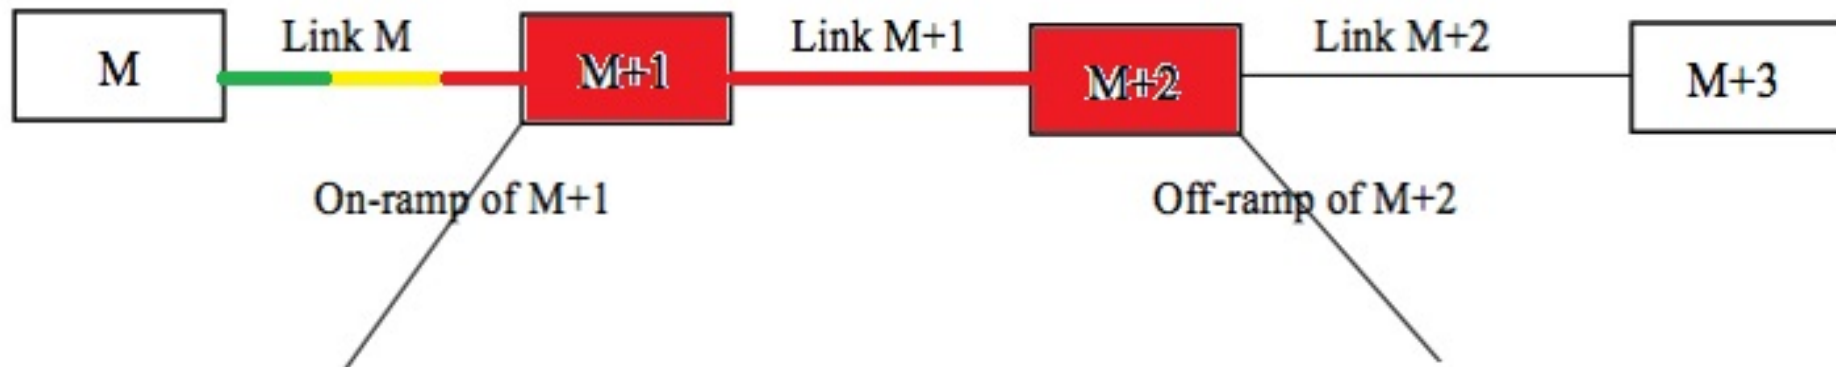 M
Link M
M+1
Link M+1
M+2
Link M+2
M+3
On-ramp of M+1
Off-ramp of M+2